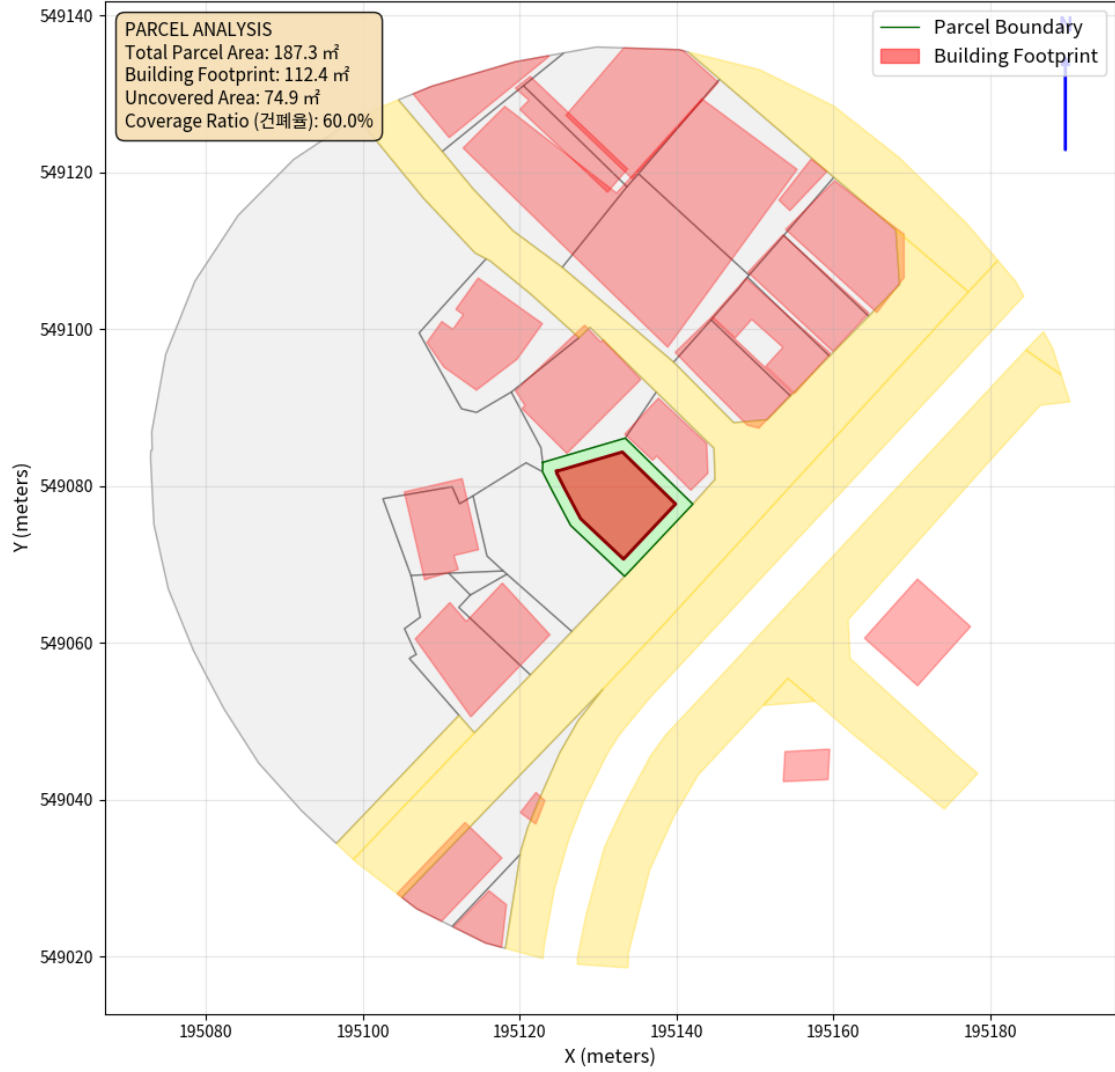 PARCEL ANALYSIS
Total Parcel Area: 187.3 ㎡
Building Footprint: 112.4 ㎡
Uncovered Area: 74.9 ㎡
Coverage Ratio (건폐율): 60.0%
Parcel Boundary
Building Footprint
N
549140
549120
549100
549080
549060
549040
549020
Y (meters)
195080
195100
195120
195140
195160
195180
X (meters)